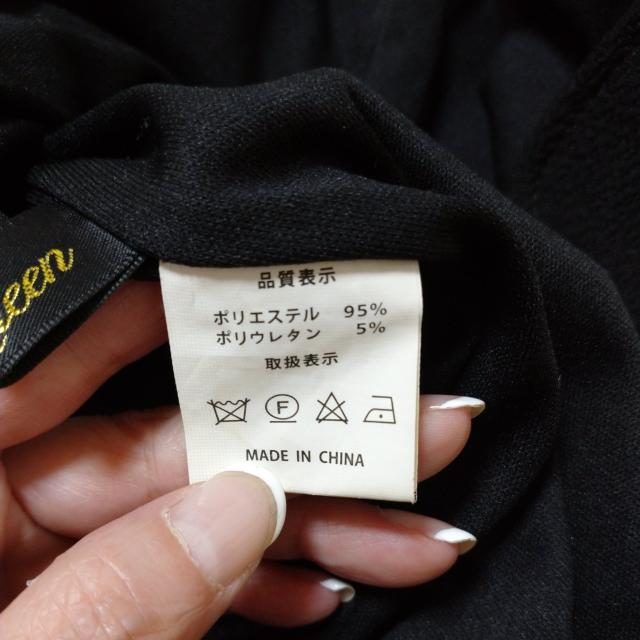 品質表示
ポリエステル 95%
ポリウレタン 5%
取扱表示
F
MADE IN CHINA